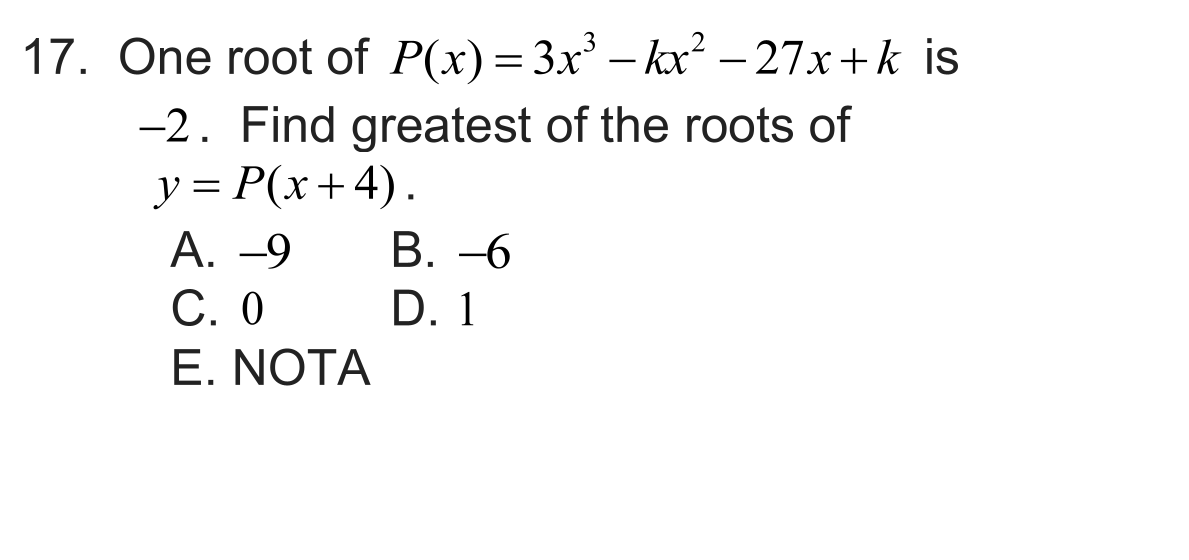 17. One root of P(x) = 3x³ – kx² – 27x + k is
–2. Find greatest of the roots of
y = P(x + 4).
A. –9 B. –6
C. 0 D. 1
E. NOTA